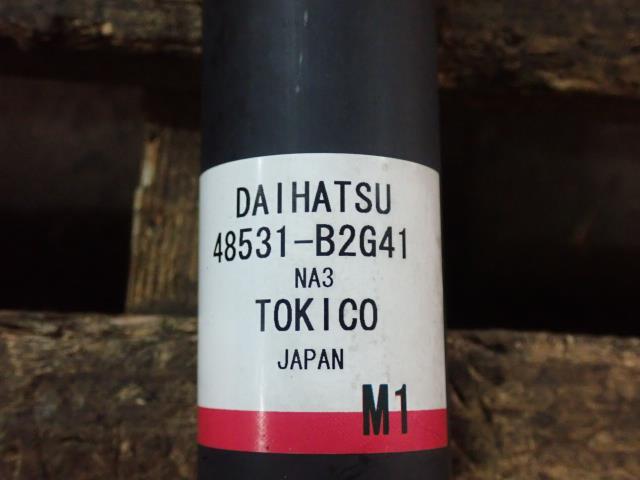 DAIHATSU
48531-B2G41
NA3
TOKICO
JAPAN
M1